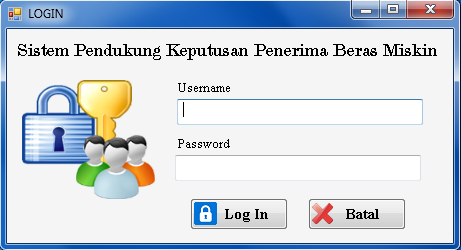 LOGIN
Sistem Pendukung Keputusan Penerima Beras Miskin
Username
Password
Log In
Batal